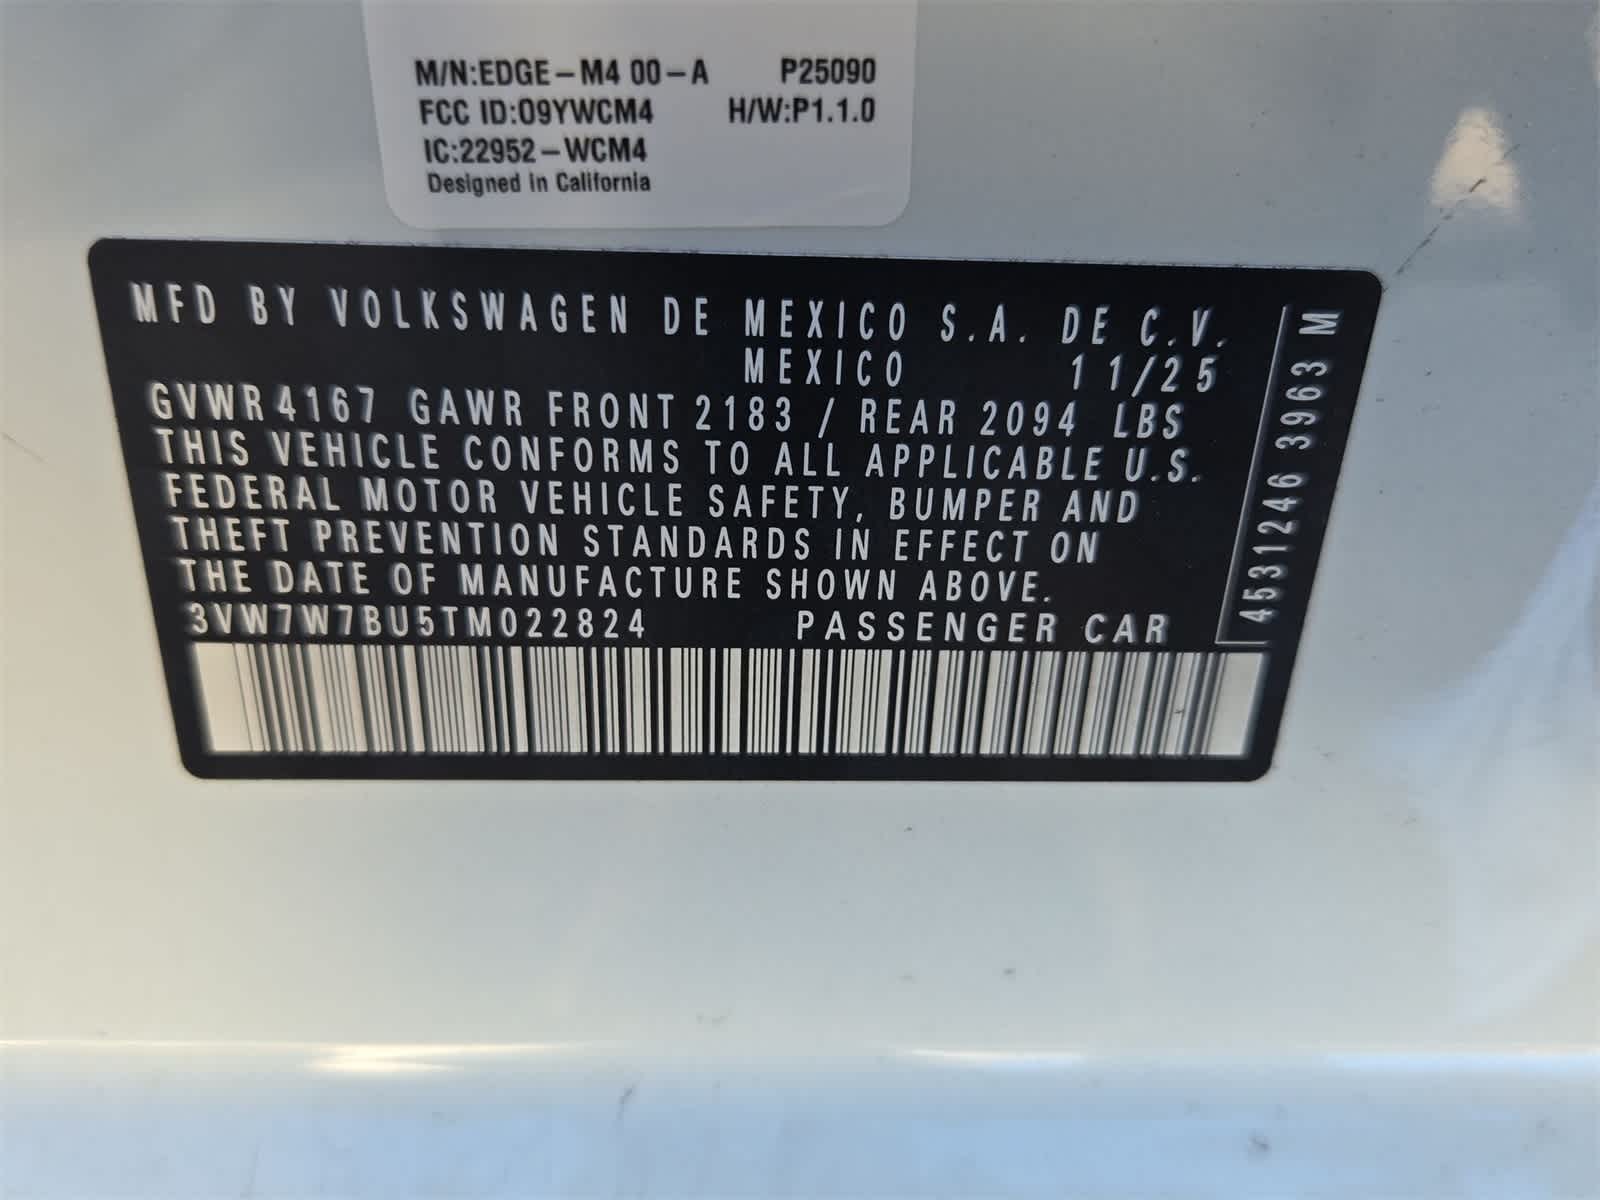 M/N:EDGE-M4 00-A P25090
FCC ID:O9YWCM4 H/W:P1.1.0
IC:22952-WCM4
Designed in California
MFD BY VOLKSWAGEN DE MEXICO S.A. DE C.V.
MEXICO 11/25
GVWR 4167 GAWR FRONT 2183 / REAR 2094 LBS
THIS VEHICLE CONFORMS TO ALL APPLICABLE U.S.
FEDERAL MOTOR VEHICLE SAFETY, BUMPER AND
THEFT PREVENTION STANDARDS IN EFFECT ON
THE DATE OF MANUFACTURE SHOWN ABOVE.
3VW7W7BU5TM022824 PASSENGER CAR
4531246 3963 M